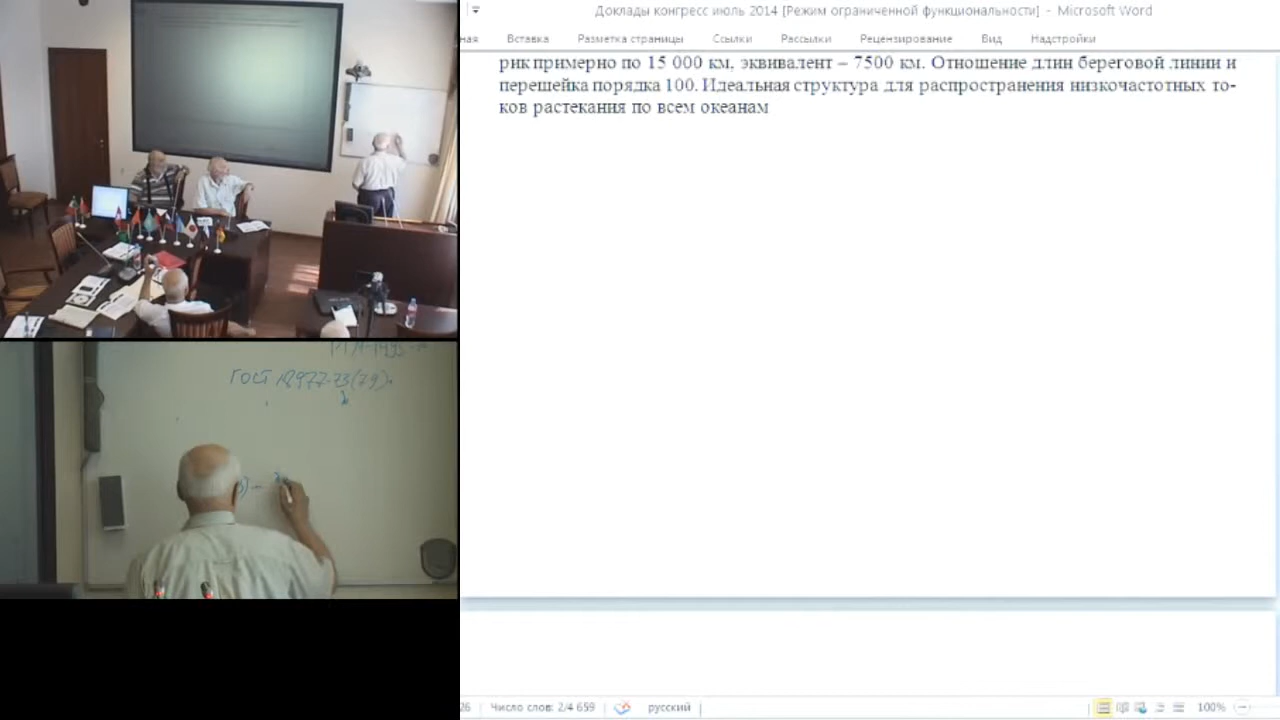 Доклады конгресс июль 2014 [Режим ограниченной функциональности] - Microsoft Word
ная Вставка Разметка страницы Ссылки Рассылки Рецензирование Вид Надстройки
рик примерно по 15 000 км, эквивалент – 7500 км. Отношение длин береговой линии и
перешейка порядка 100. Идеальная структура для распространения низкочастотных то-
ков растекания по всем океанам
ГОСТ 18977-73(79).
26 Число слов: 2/4 659 русский 100%